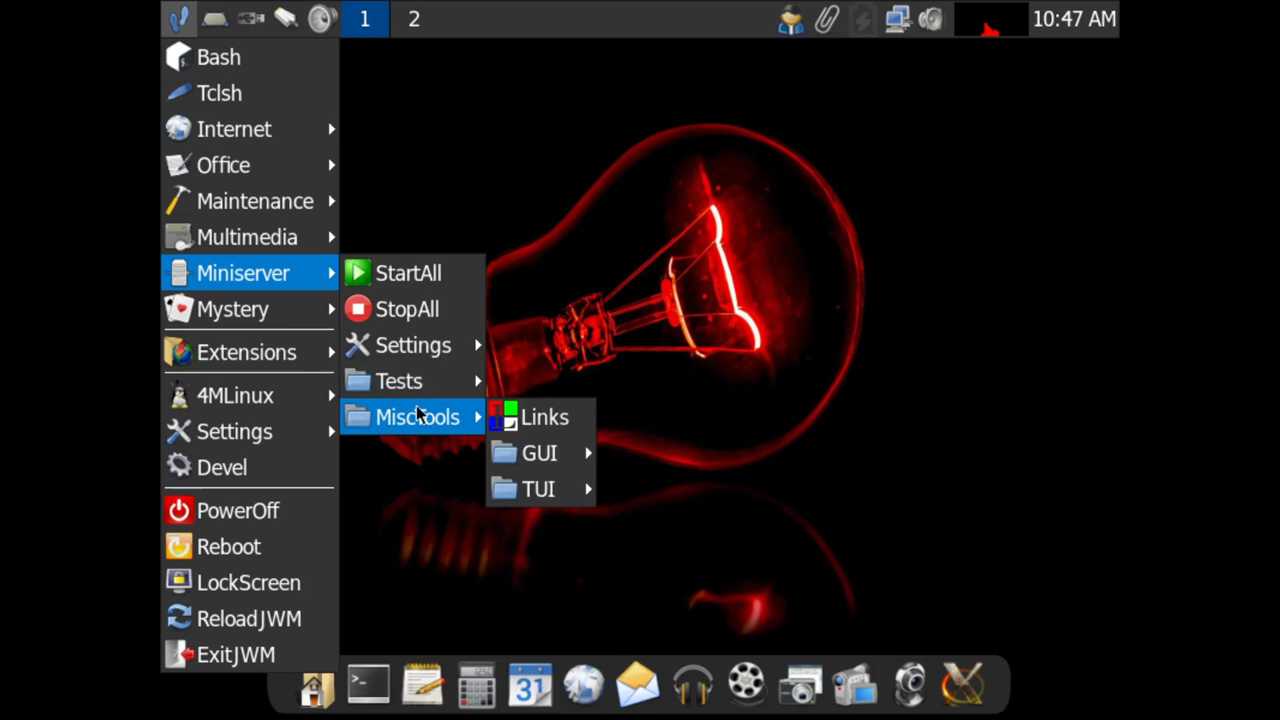 1 2 10:47 AM
Bash
Tclsh
Internet
Office
Maintenance
Multimedia
Miniserver
Mystery
Extensions
4MLinux
Settings
Devel
PowerOff
Reboot
LockScreen
ReloadJWM
ExitJWM
StartAll
StopAll
Settings
Tests
MiscTools
Links
GUI
TUI
31